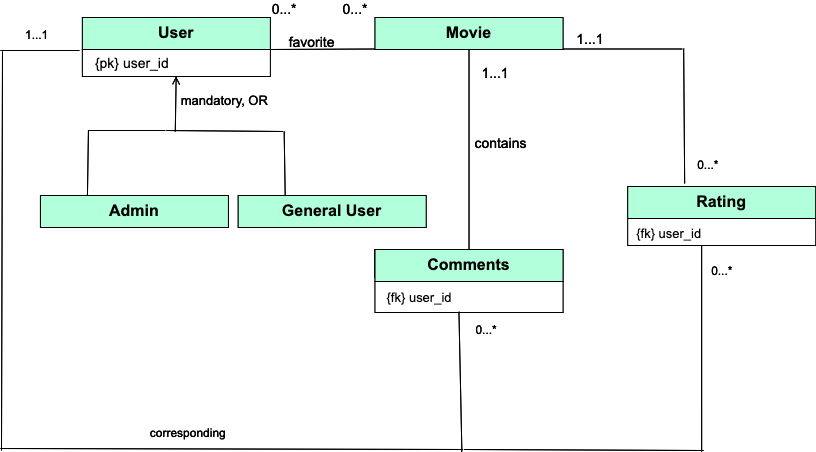 0...*
0...*
1...1
User
favorite
Movie
1...1
{pk} user_id
1...1
mandatory, OR
contains
0...*
Admin
General User
Rating
{fk} user_id
Comments
0...*
{fk} user_id
0...*
corresponding